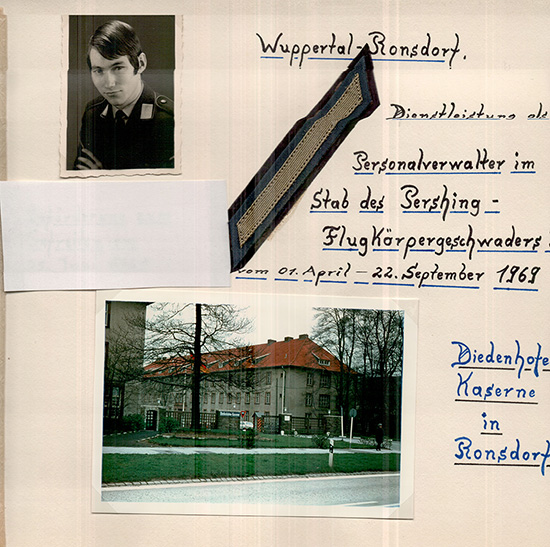 Wuppertal-Ronsdorf.
Dienstleistung als
Personalverwalter im
Stab des Pershing -
Flugkörpergeschwaders
vom 01. April - 22. September 1969
Diedenhofe
Kaserne
in
Ronsdorf